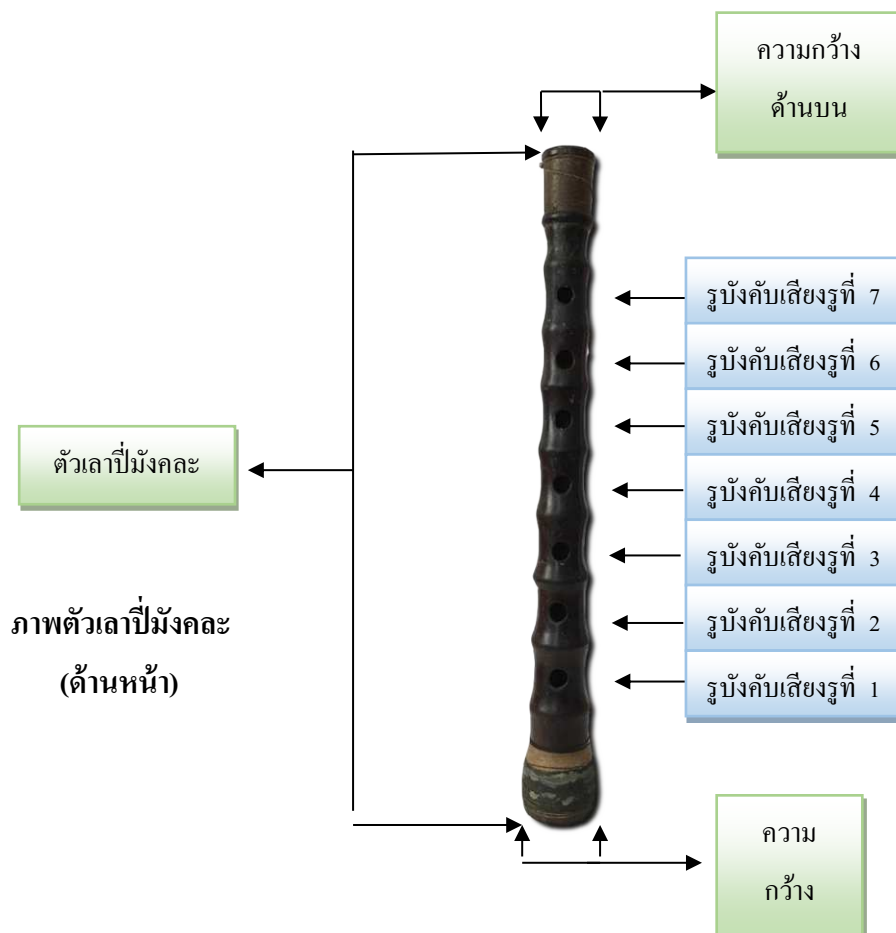 ความกว้าง
ด้านบน
รูบังคับเสียงรูที่ 7
รูบังคับเสียงรูที่ 6
รูบังคับเสียงรูที่ 5
ตัวเลาปี่มังคละ
รูบังคับเสียงรูที่ 4
รูบังคับเสียงรูที่ 3
ภาพตัวเลาปี่มังคละ
(ด้านหน้า)
รูบังคับเสียงรูที่ 2
รูบังคับเสียงรูที่ 1
ความ
กว้าง